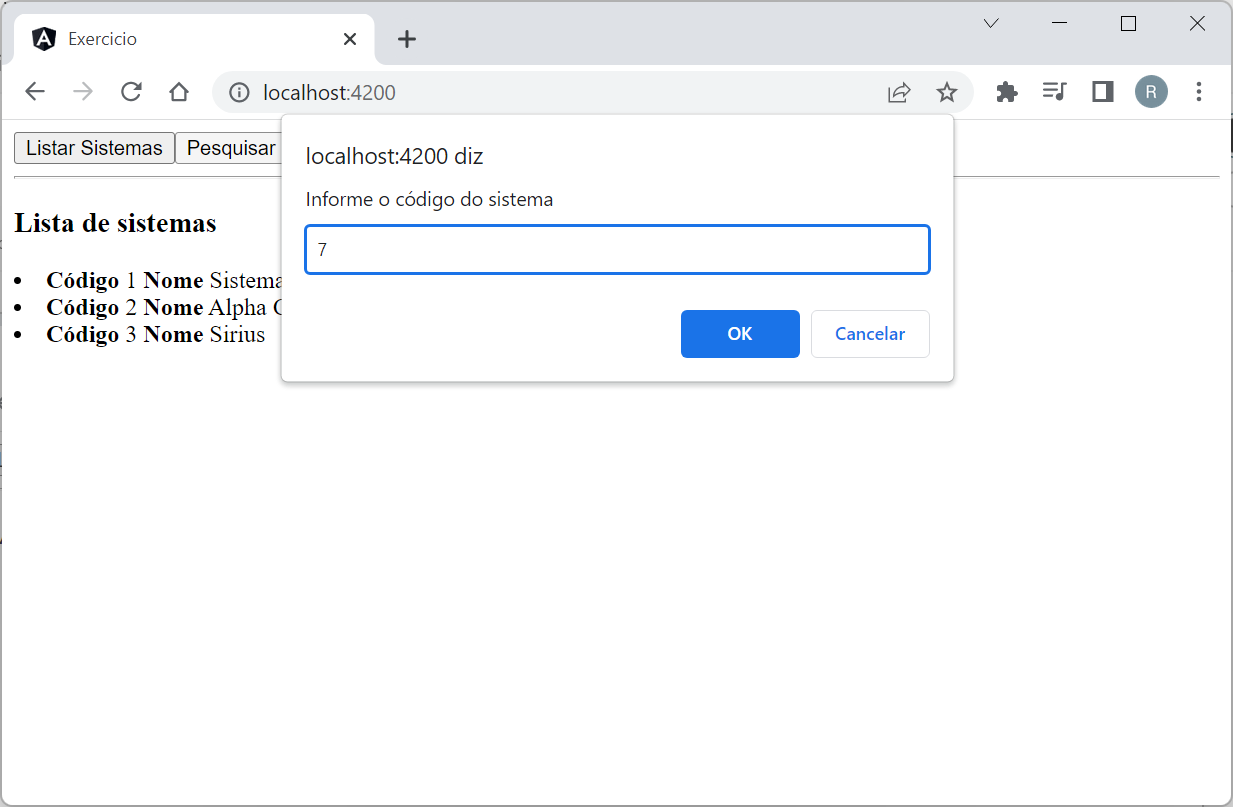 Exercicio
localhost:4200
R
Listar Sistemas Pesquisar
localhost:4200 diz
Informe o código do sistema
7
OK Cancelar
Lista de sistemas
Código 1 Nome Sistema
Código 2 Nome Alpha
Código 3 Nome Sirius